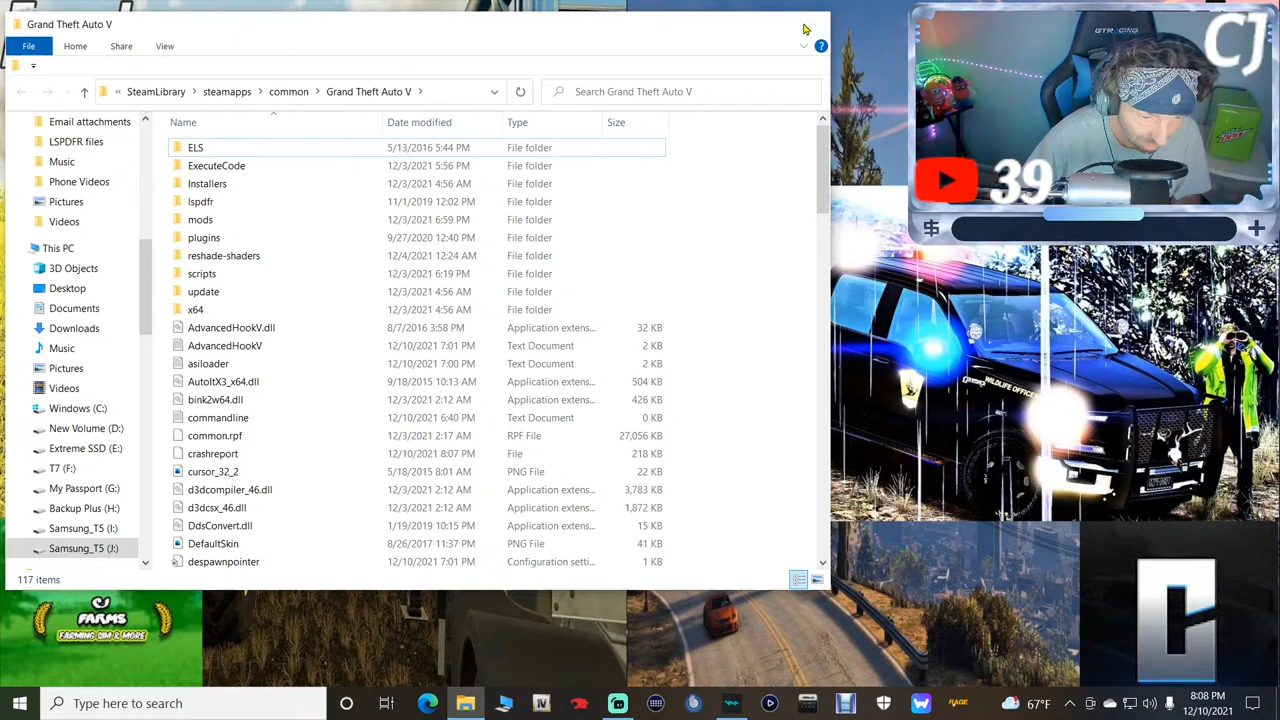 Grand Theft Auto V
File Home Share View
« SteamLibrary > steamapps > common > Grand Theft Auto V >
Search Grand Theft Auto V
Name Date modified Type Size
Email attachments
LSPDFR files
Music
Phone Videos
Pictures
Videos
This PC
3D Objects
Desktop
Documents
Downloads
Music
Pictures
Videos
Windows (C:)
New Volume (D:)
Extreme SSD (E:)
T7 (F:)
My Passport (G:)
Backup Plus (H:)
Samsung_T5 (I:)
Samsung_T5 (J:)
ELS 5/13/2016 5:44 PM File folder
ExecuteCode 12/3/2021 5:56 PM File folder
Installers 12/3/2021 4:56 AM File folder
lspdfr 11/1/2019 12:02 PM File folder
mods 12/3/2021 6:59 PM File folder
plugins 9/27/2020 12:40 PM File folder
reshade-shaders 12/4/2021 12:24 AM File folder
scripts 12/3/2021 6:19 PM File folder
update 12/3/2021 4:56 AM File folder
x64 12/3/2021 4:56 AM File folder
AdvancedHookV.dll 8/7/2016 3:58 PM Application extens... 32 KB
AdvancedHookV 12/10/2021 7:01 PM Text Document 2 KB
asiloader 12/10/2021 7:00 PM Text Document 2 KB
AutoItX3_x64.dll 9/18/2015 10:13 AM Application extens... 504 KB
bink2w64.dll 12/3/2021 2:12 AM Application extens... 426 KB
commandline 12/10/2021 6:40 PM Text Document 0 KB
common.rpf 12/3/2021 2:17 AM RPF File 27,056 KB
crashreport 12/10/2021 8:07 PM File 218 KB
cursor_32_2 5/18/2015 8:01 AM PNG File 22 KB
d3dcompiler_46.dll 12/3/2021 2:12 AM Application extens... 3,783 KB
d3dcsx_46.dll 12/3/2021 2:12 AM Application extens... 1,872 KB
DdsConvert.dll 1/19/2019 10:15 PM Application extens... 15 KB
DefaultSkin 8/26/2017 11:37 PM PNG File 41 KB
despawnpointer 12/10/2021 7:01 PM Configuration setti... 1 KB
117 items
GTRACING
CJ
39
$ +
WILDLIFE OFFICER
CJ
FARMS
FARMING SIM & MORE
C
Type here to search
RAGE
67°F
8:08 PM
12/10/2021